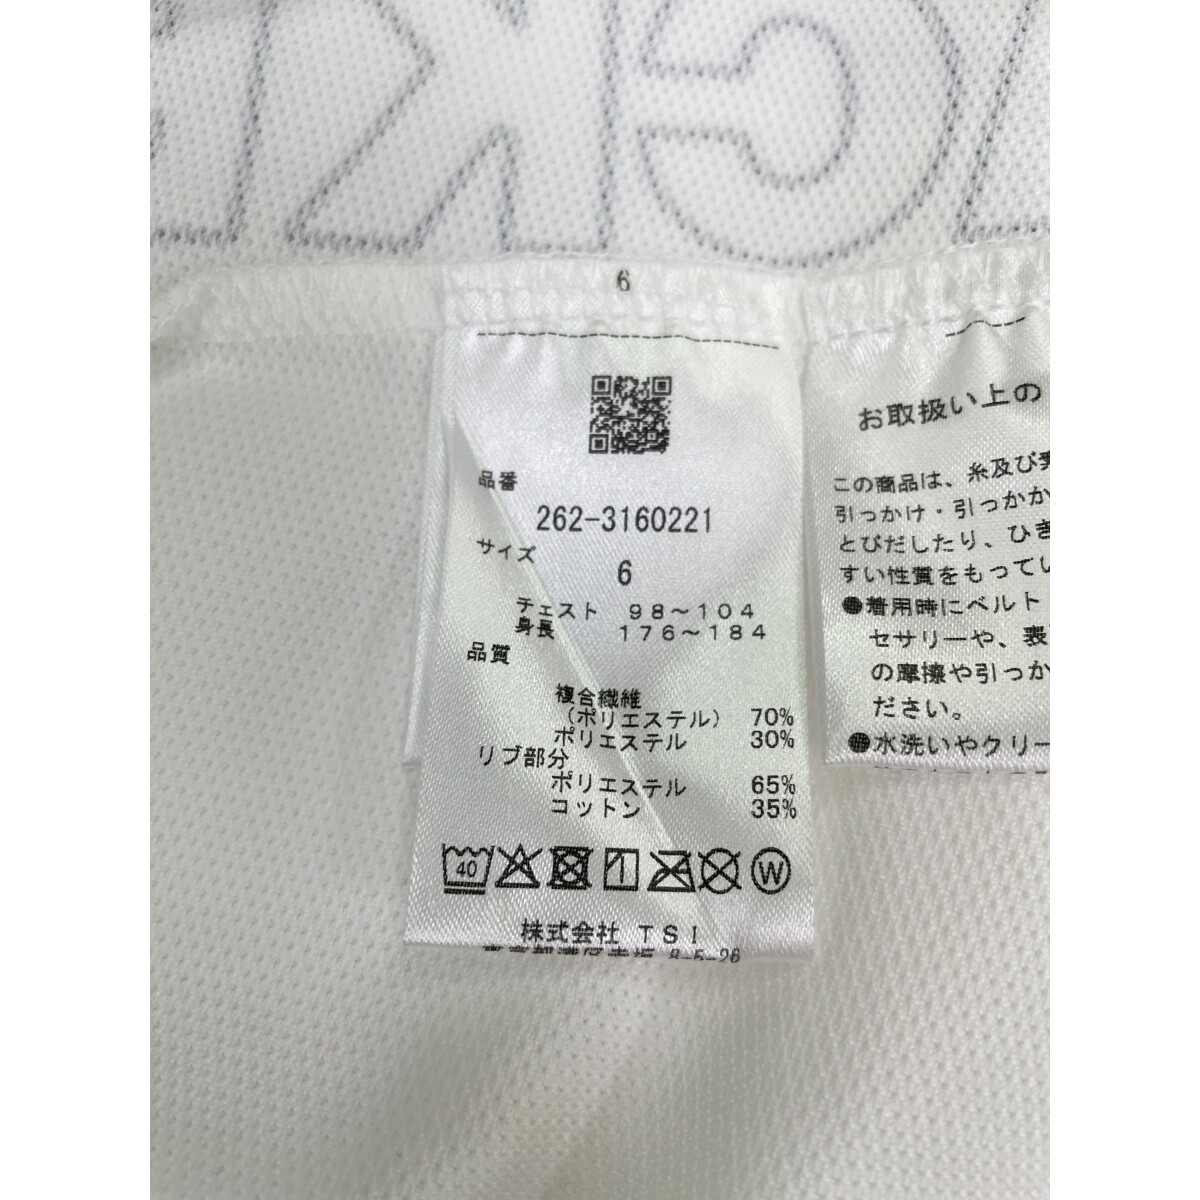 CK
6
品番
262-3160221
サイズ
6
チェスト 98～104
身長 176～184
品質
複合繊維
(ポリエステル) 70%
ポリエステル 30%
リブ部分
ポリエステル 65%
コットン 35%
40
W
株式会社 TSI
8-5-26
お取扱い上の
この商品は、糸及び
引っかけ・引っかか
とびだしたり、ひき
すい性質をもってい
●着用時にベルト
セサリーや、表
の摩擦や引っか
ださい。
●水洗いやクリー